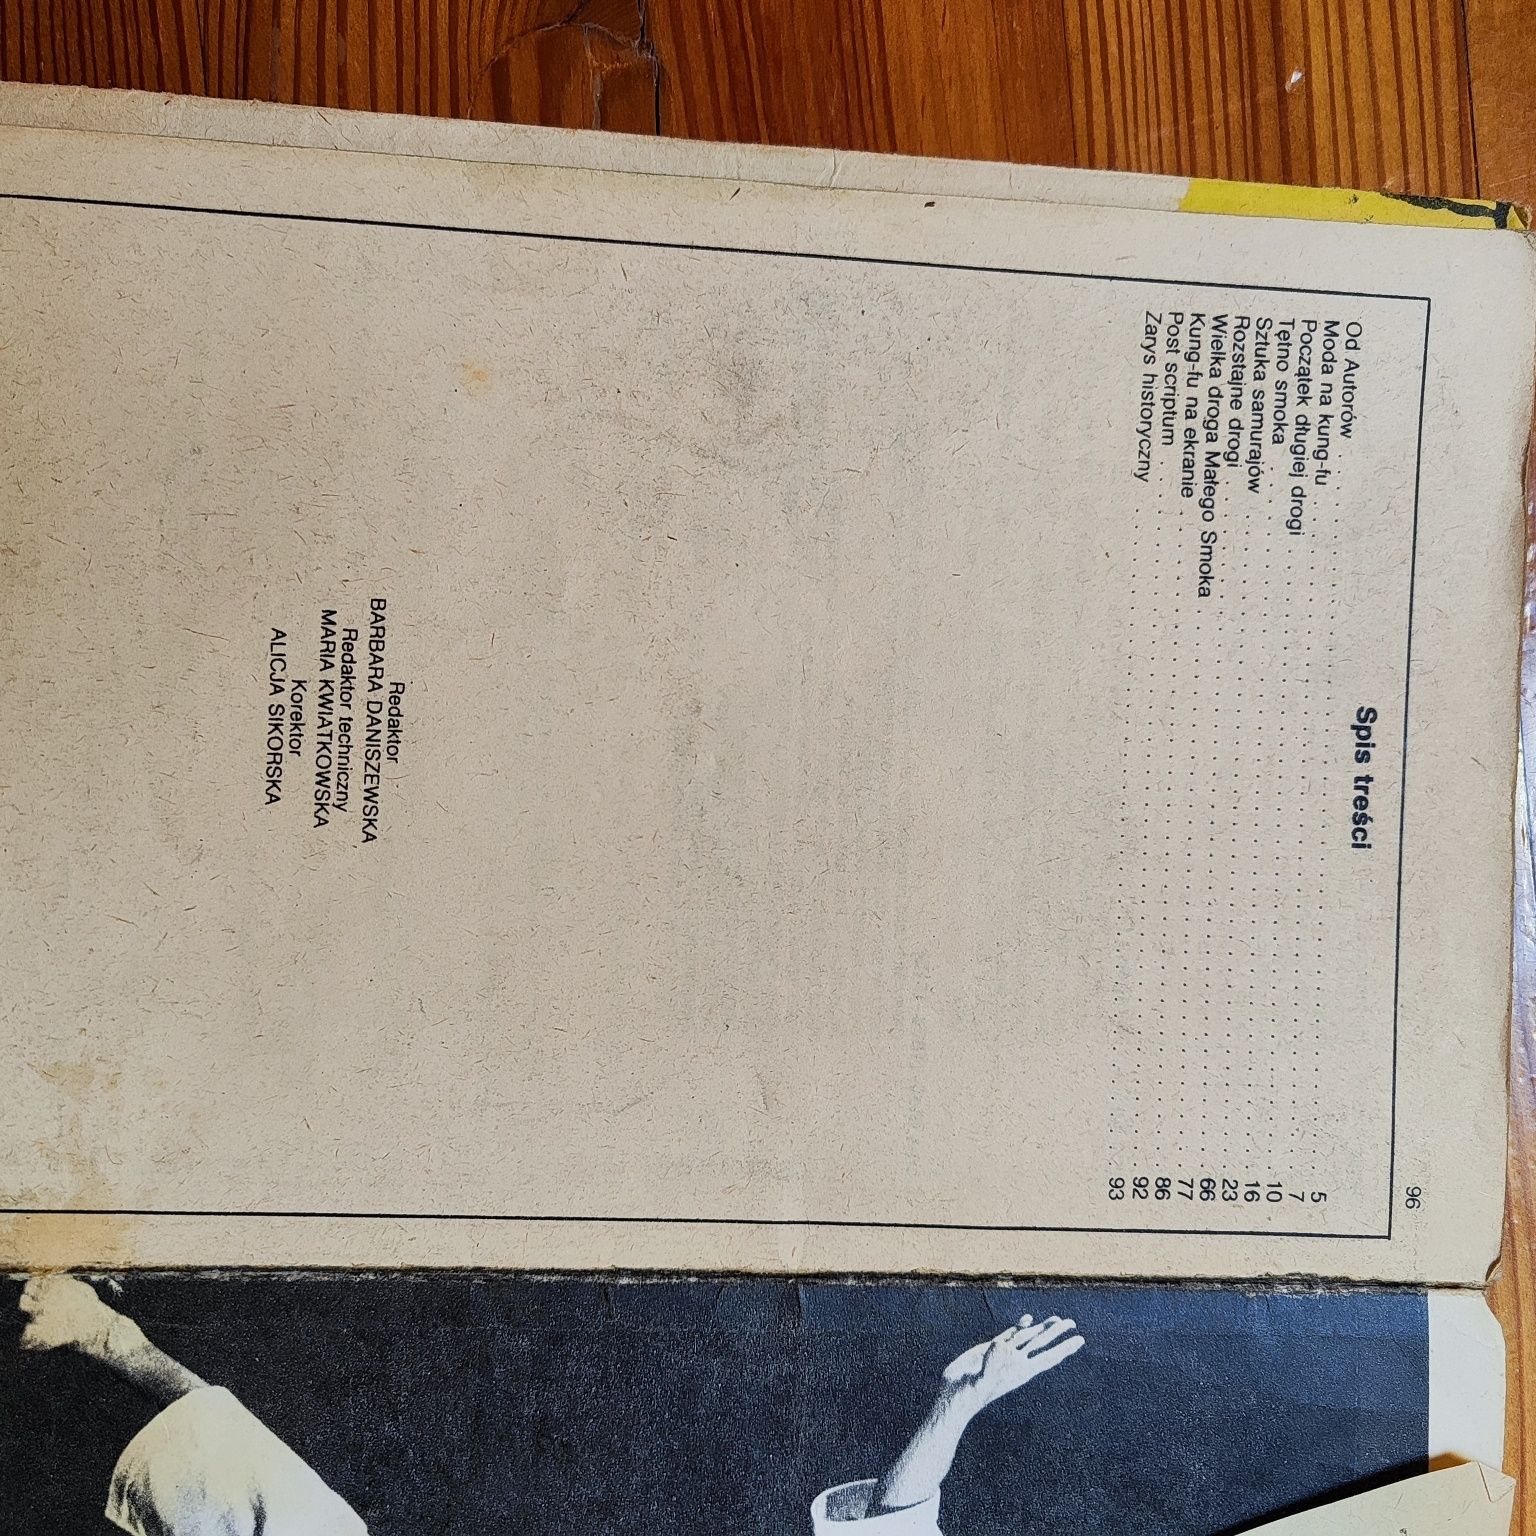 96
Spis treści
Od Autorów . . . . . . . . . . 5
Moda na kung-fu . . . . . . . . . . 7
Początek długiej drogi . . . . . . . . . . 10
Tętno smoka . . . . . . . . . . 16
Sztuka samurajów . . . . . . . . . . 23
Rozstajne drogi . . . . . . . . . . 66
Wielka droga Małego Smoka . . . . . . . . . . 77
Kung-fu na ekranie . . . . . . . . . . 86
Post scriptum . . . . . . . . . . 92
Zarys historyczny . . . . . . . . . . 93
Redaktor
BARBARA DANISZEWSKA
Redaktor techniczny
MARIA KWIATKOWSKA
Korektor
ALICJA SIKORSKA